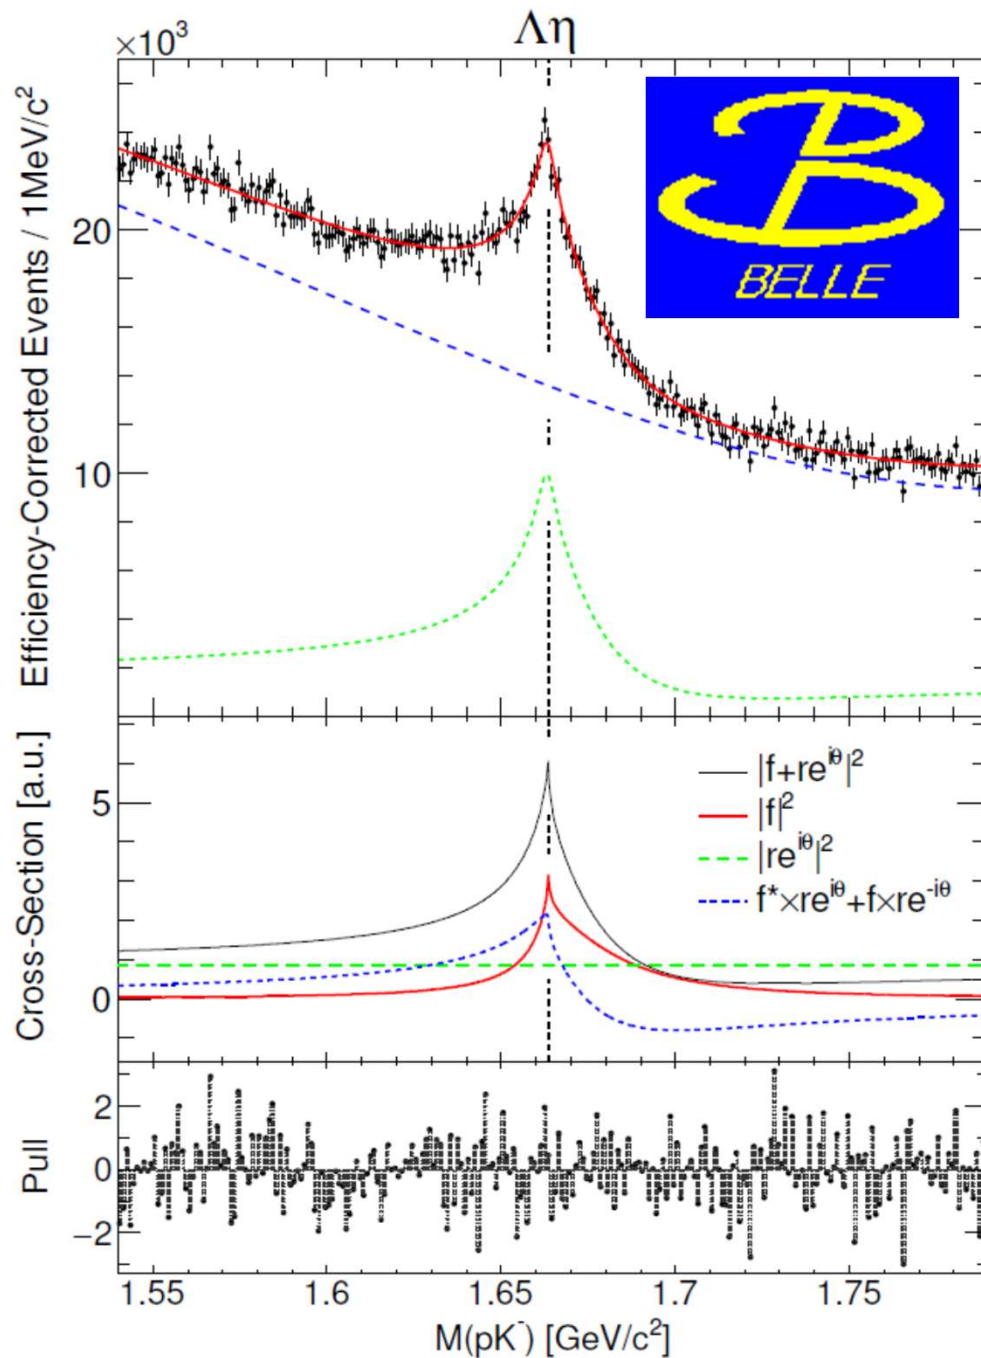 Λη
×10³
Efficiency-Corrected Events / 1MeV/c²
20
10
BELLE
Cross-Section [a.u.]
5
0
|f+re^{iθ}|²
|f|²
|re^{iθ}|²
f*×re^{iθ}+f×re^{-iθ}
Pull
2
0
−2
1.55 1.6 1.65 1.7 1.75
M(pK⁻) [GeV/c²]